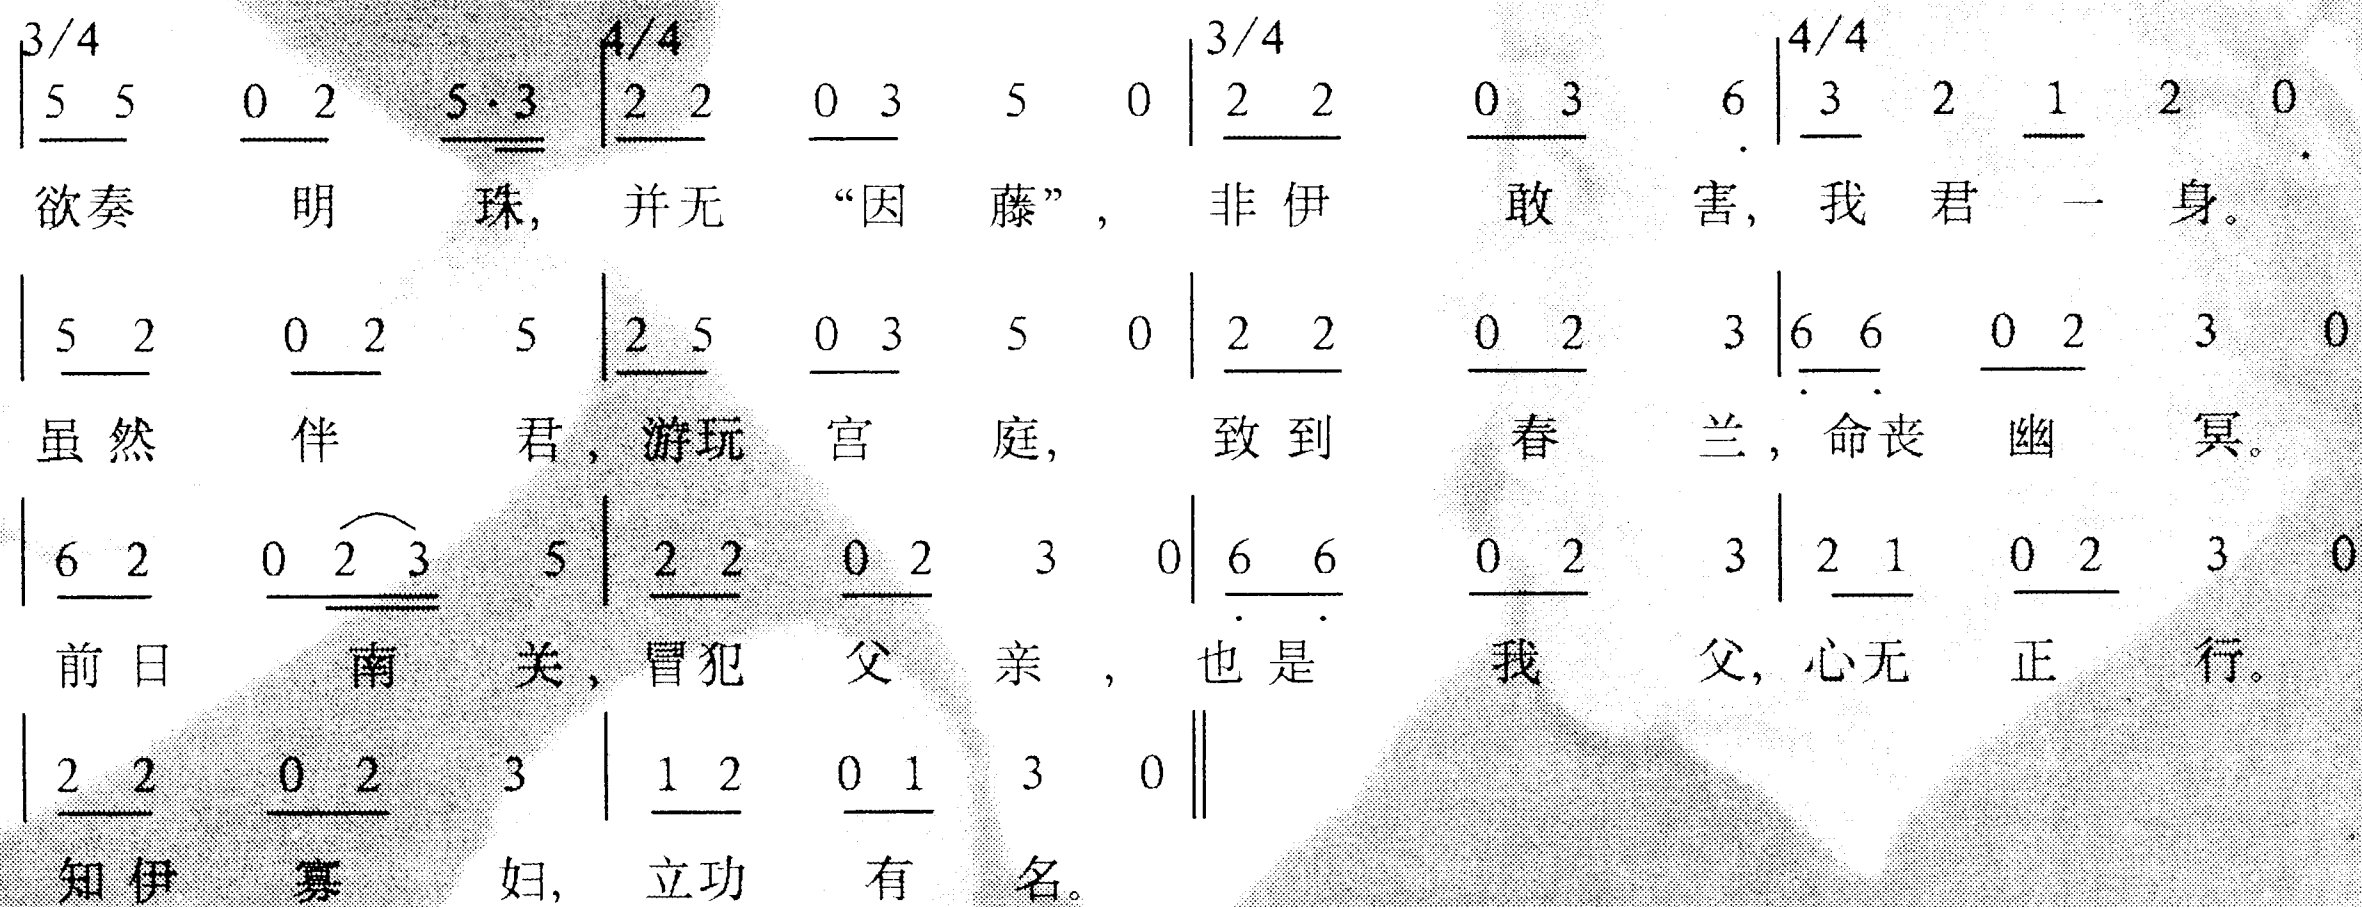 3/4 4/4 3/4 4/4
| 5 5 0 2 5·3 | 2 2 0 3 5 0 | 2 2 0 3 6 | 3 2 1 2 0
欲奏 明 珠, 并无 “因 藤”, 非伊 敢 害, 我 君 一 身。
| 5 2 0 2 5 | 2 5 0 3 5 0 | 2 2 0 2 3 | 6 6 0 2 3 0
虽然 伴 君, 游玩 宫 庭, 致到 春 兰, 命丧 幽 冥。
| 6 2 0 2 3 5 | 2 2 0 2 3 0 | 6 6 0 2 3 | 2 1 0 2 3 0
前日 南 关, 冒犯 父 亲, 也是 我 父, 心无 正 行。
| 2 2 0 2 3 | 1 2 0 1 3 0 ‖
知伊 寡 妇, 立功 有 名。